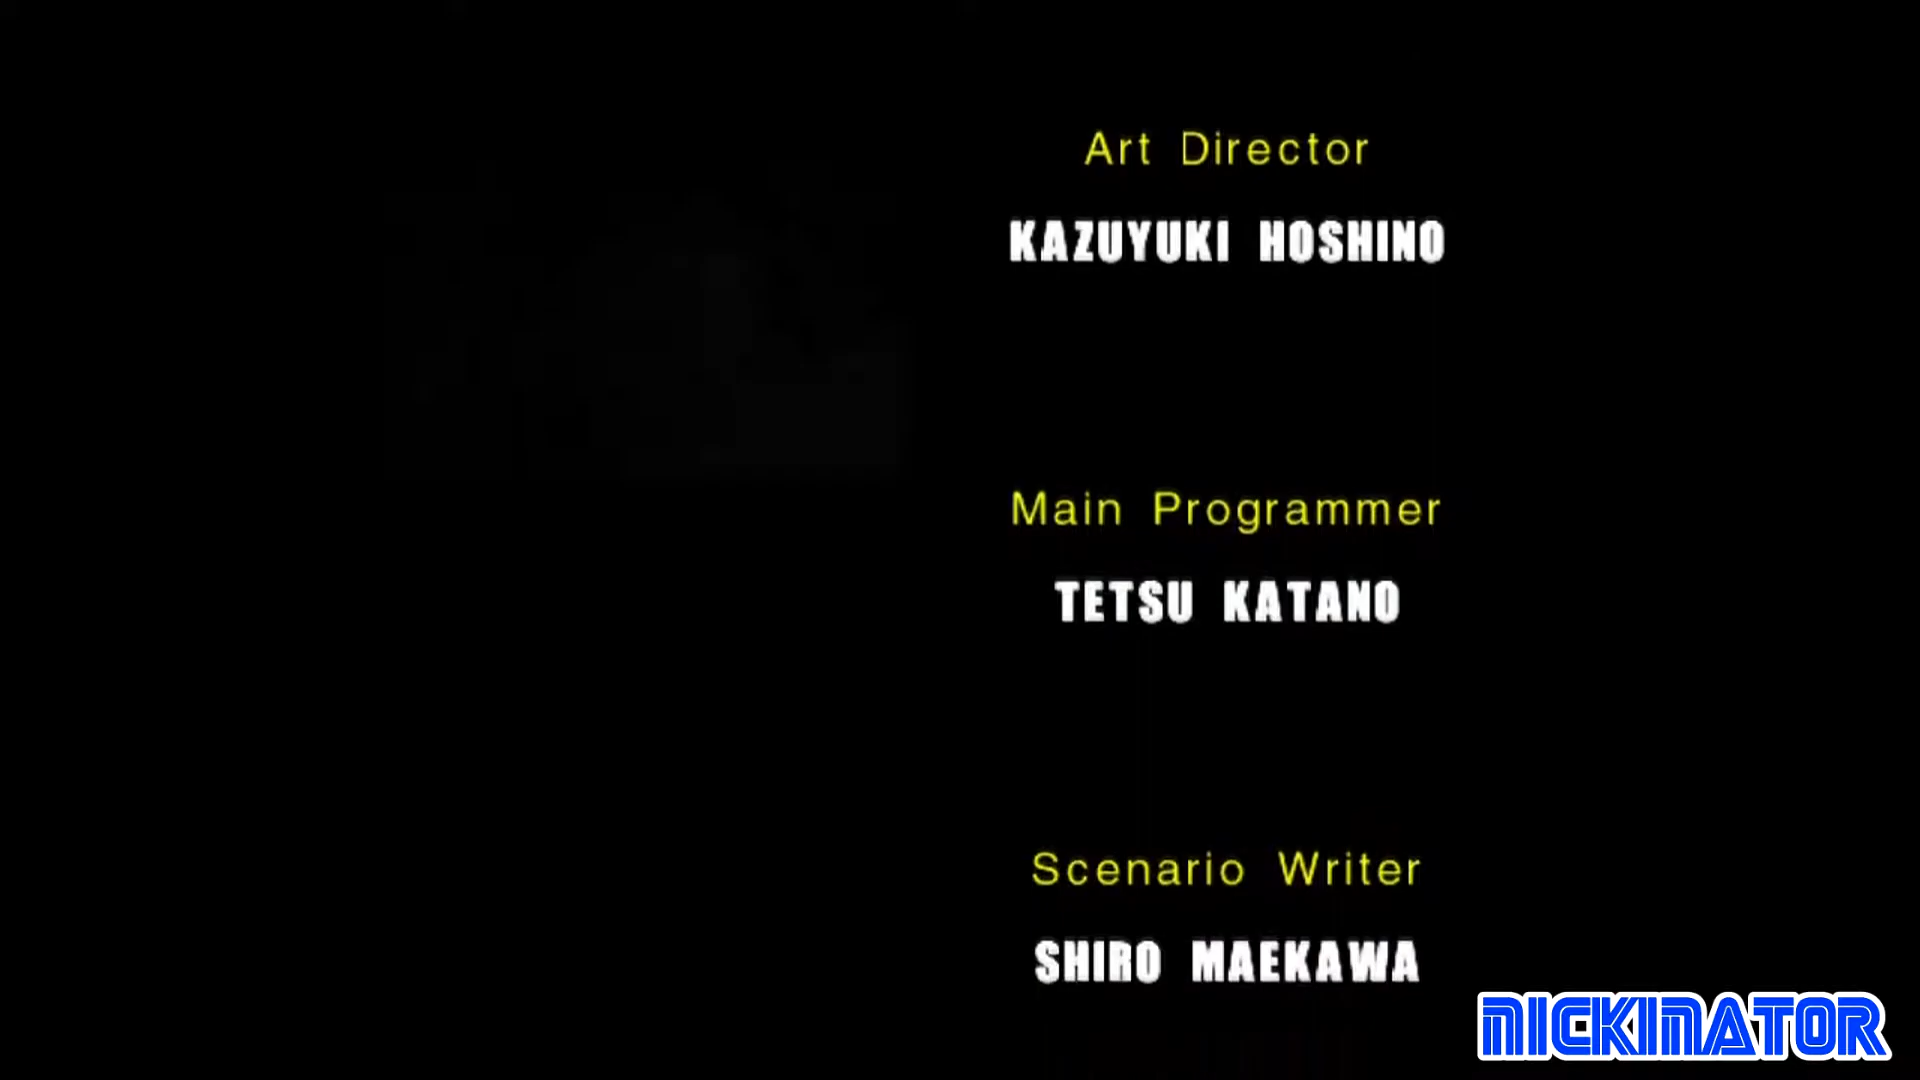 Art Director
KAZUYUKI HOSHINO
Main Programmer
TETSU KATANO
Scenario Writer
SHIRO MAEKAWA
NICKINATOR